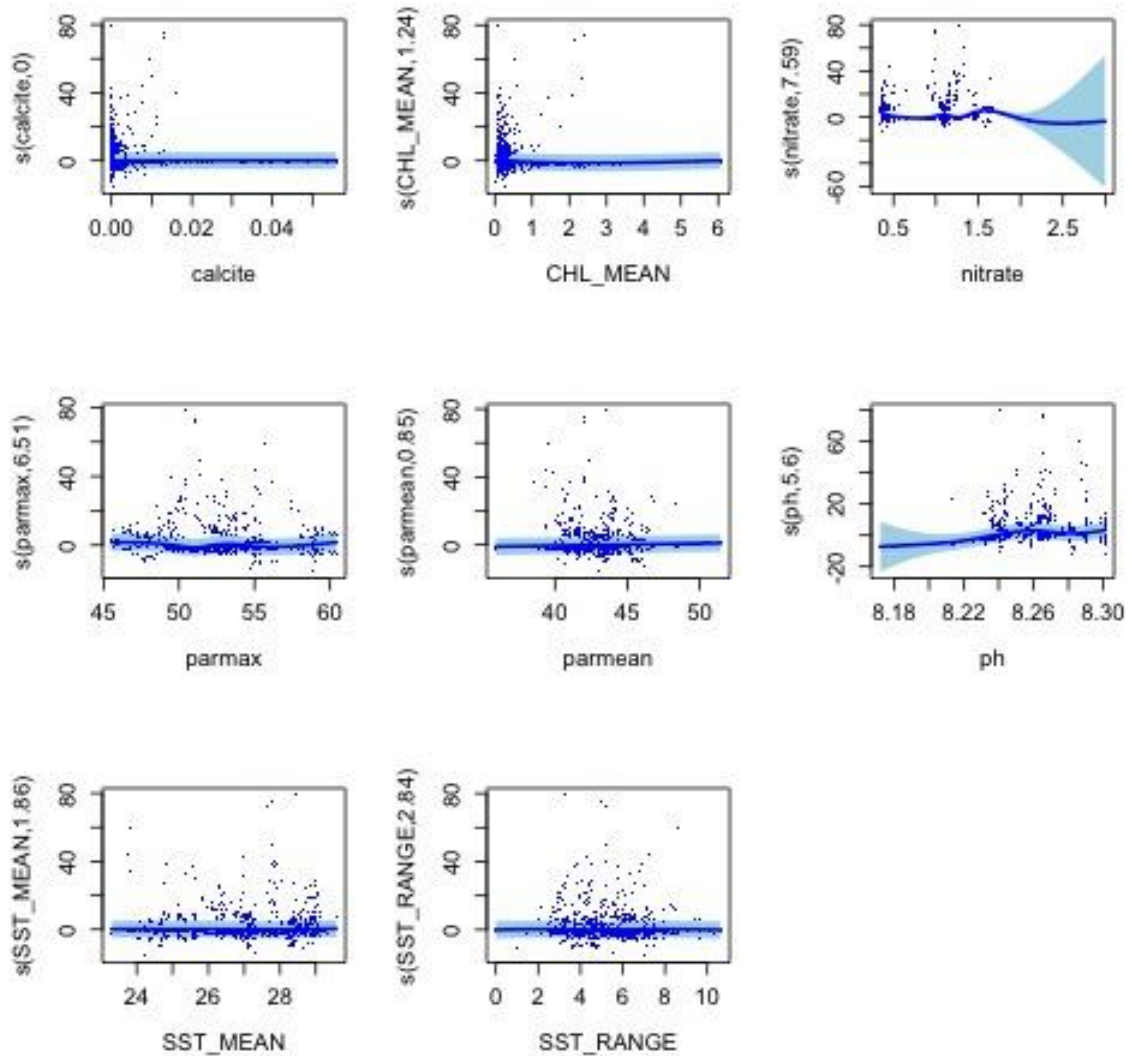 s(calcite,0)
80
40
0
0.00 0.02 0.04
calcite
s(CHL_MEAN,1.24)
80
40
0
0 1 2 3 4 5 6
CHL_MEAN
s(nitrate,7.59)
80
40
0
-60
0.5 1.5 2.5
nitrate
s(parmax,6.51)
80
40
0
45 50 55 60
parmax
s(parmean,0.85)
80
40
0
40 45 50
parmean
s(ph,5.6)
60
20
-20
8.18 8.22 8.26 8.30
ph
s(SST_MEAN,1.86)
80
40
0
24 26 28
SST_MEAN
s(SST_RANGE,2.84)
80
40
0
0 2 4 6 8 10
SST_RANGE